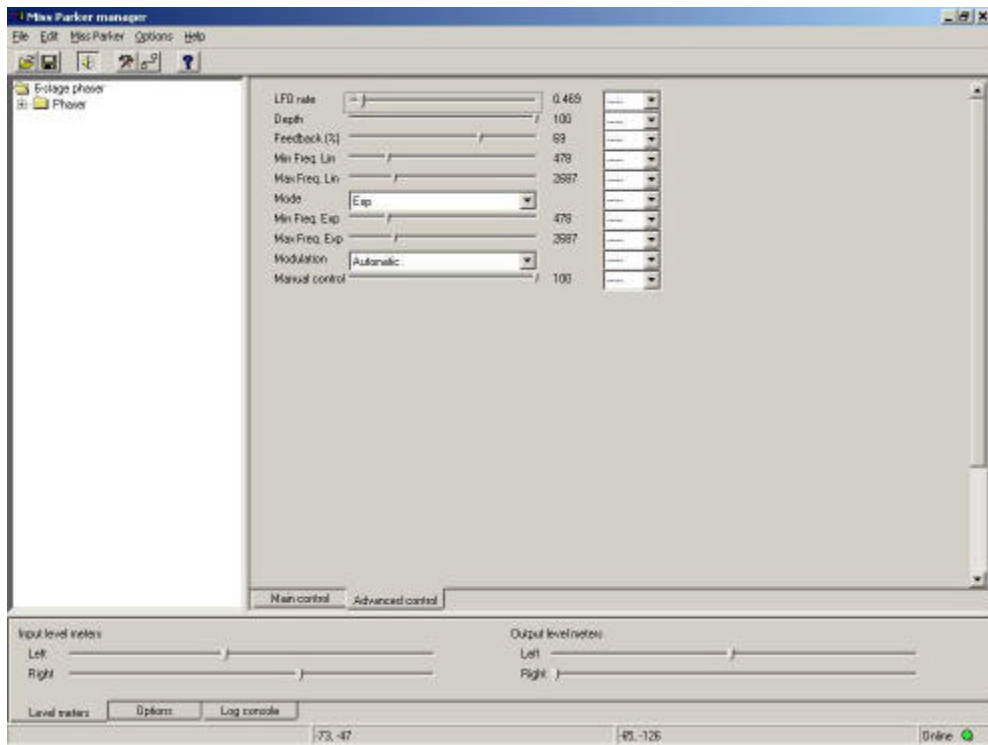 Miss Parker manager
File Edit Miss Parker Options Help
6-stage phaser
Phaser
LFO rate 0.469 ----
Depth 100 ----
Feedback (%) 69 ----
Min Freq. Lin 478 ----
Max Freq. Lin 2687 ----
Mode Exp ----
Min Freq. Exp 478 ----
Max Freq. Exp 2687 ----
Modulation Automatic ----
Manual control 100 ----
Main control Advanced control
Input level meters Output level meters
Left Left
Right Right
Level meters Options Log console
-73, -47 -126 Online